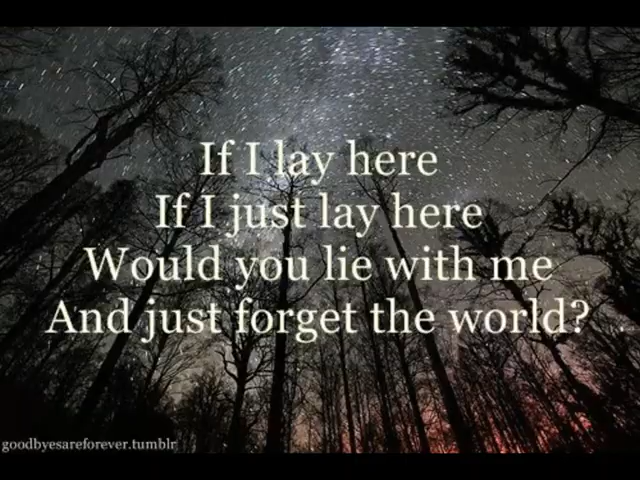 If I lay here
If I just lay here
Would you lie with me
And just forget the world?
goodbyesareforever.tumblr